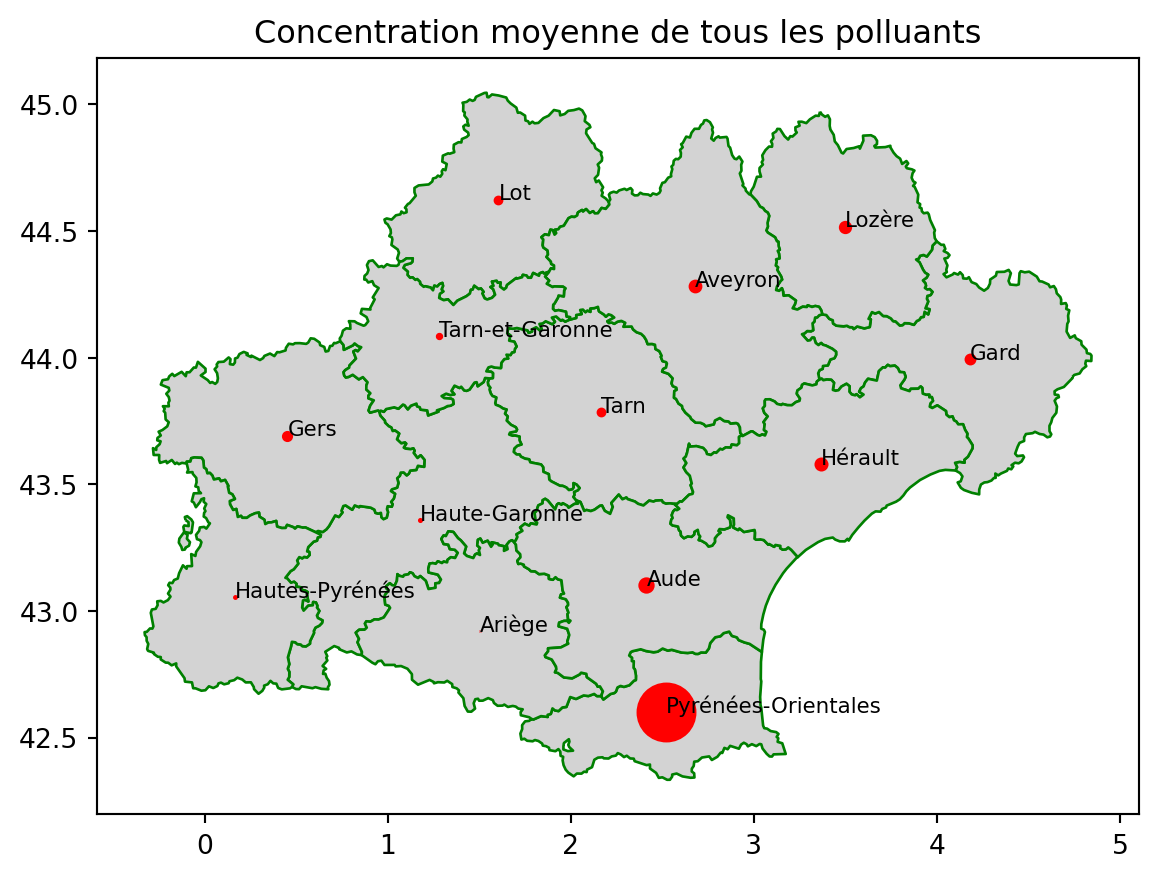 Concentration moyenne de tous les polluants
45.0
44.5
44.0
43.5
43.0
42.5
Lot
Lozère
Aveyron
Tarn-et-Garonne
Gard
Tarn
Gers
Hérault
Haute-Garonne
Aude
Hautes-Pyrénées
Ariège
Pyrénées-Orientales
0 1 2 3 4 5